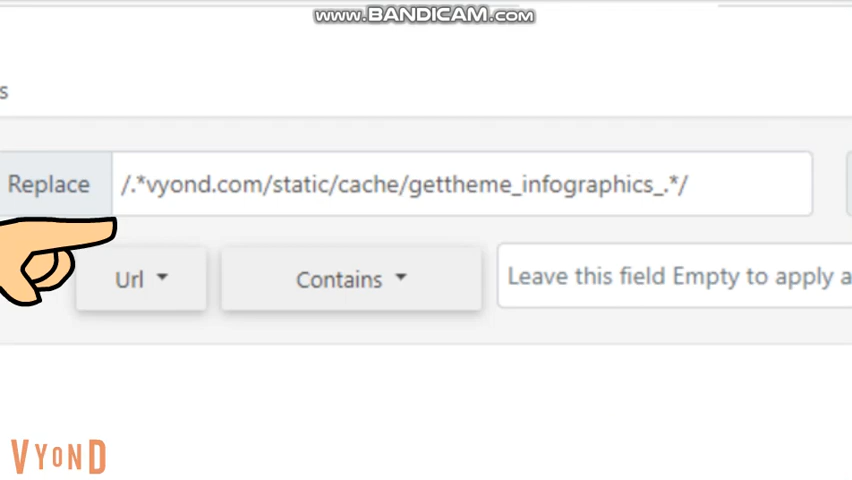 www.BANDICAM.com
s
Replace /.*vyond.com/static/cache/gettheme_infographics_.*/
Url Contains Leave this field Empty to apply a
VYOND